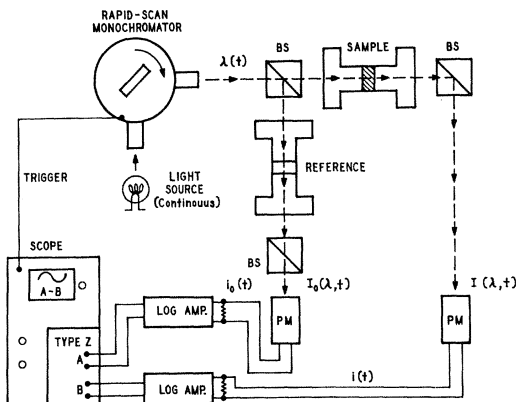 RAPID-SCAN
MONOCHROMATOR
λ(t)
BS
SAMPLE
BS
TRIGGER
LIGHT
SOURCE
(Continouus)
REFERENCE
SCOPE
A-B
BS
i₀(t)
I₀(λ,t)
I(λ,t)
LOG AMP.
PM
PM
TYPE Z
A
B
LOG AMP.
i(t)